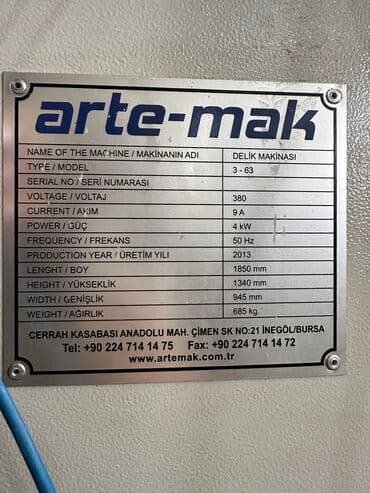 arte-mak
NAME OF THE MACHINE / MAKİNANIN ADI DELİK MAKİNASI
TYPE / MODEL 3 - 63
SERIAL NO / SERİ NUMARASI
VOLTAGE / VOLTAJ 380
CURRENT / AKIM 9 A
POWER / GÜÇ 4 kW
FREQUENCY / FREKANS 50 Hz
PRODUCTION YEAR / ÜRETİM YILI 2013
LENGHT / BOY 1850 mm
HEIGHT / YÜKSEKLİK 1340 mm
WIDTH / GENİŞLİK 945 mm
WEIGHT / AĞIRLIK 685 kg.
CERRAH KASABASI ANADOLU MAH. ÇİMEN SK NO:21 İNEGÖL/BURSA
Tel: +90 224 714 14 75 Fax: +90 224 714 14 72
www.artemak.com.tr